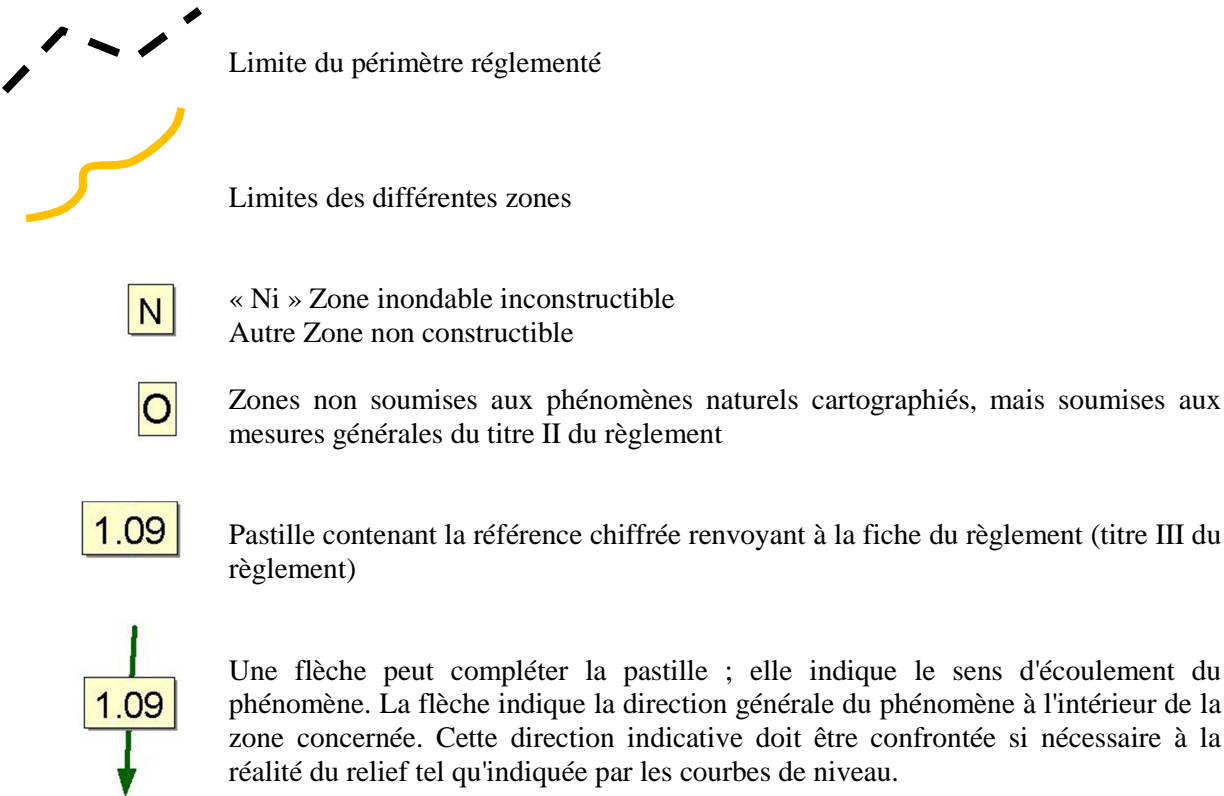 Limite du périmètre réglementé
Limites des différentes zones
N
« Ni » Zone inondable inconstructible
Autre Zone non constructible
O
Zones non soumises aux phénomènes naturels cartographiés, mais soumises aux
mesures générales du titre II du règlement
1.09
Pastille contenant la référence chiffrée renvoyant à la fiche du règlement (titre III du
règlement)
1.09
Une flèche peut compléter la pastille ; elle indique le sens d'écoulement du
phénomène. La flèche indique la direction générale du phénomène à l'intérieur de la
zone concernée. Cette direction indicative doit être confrontée si nécessaire à la
réalité du relief tel qu'indiquée par les courbes de niveau.